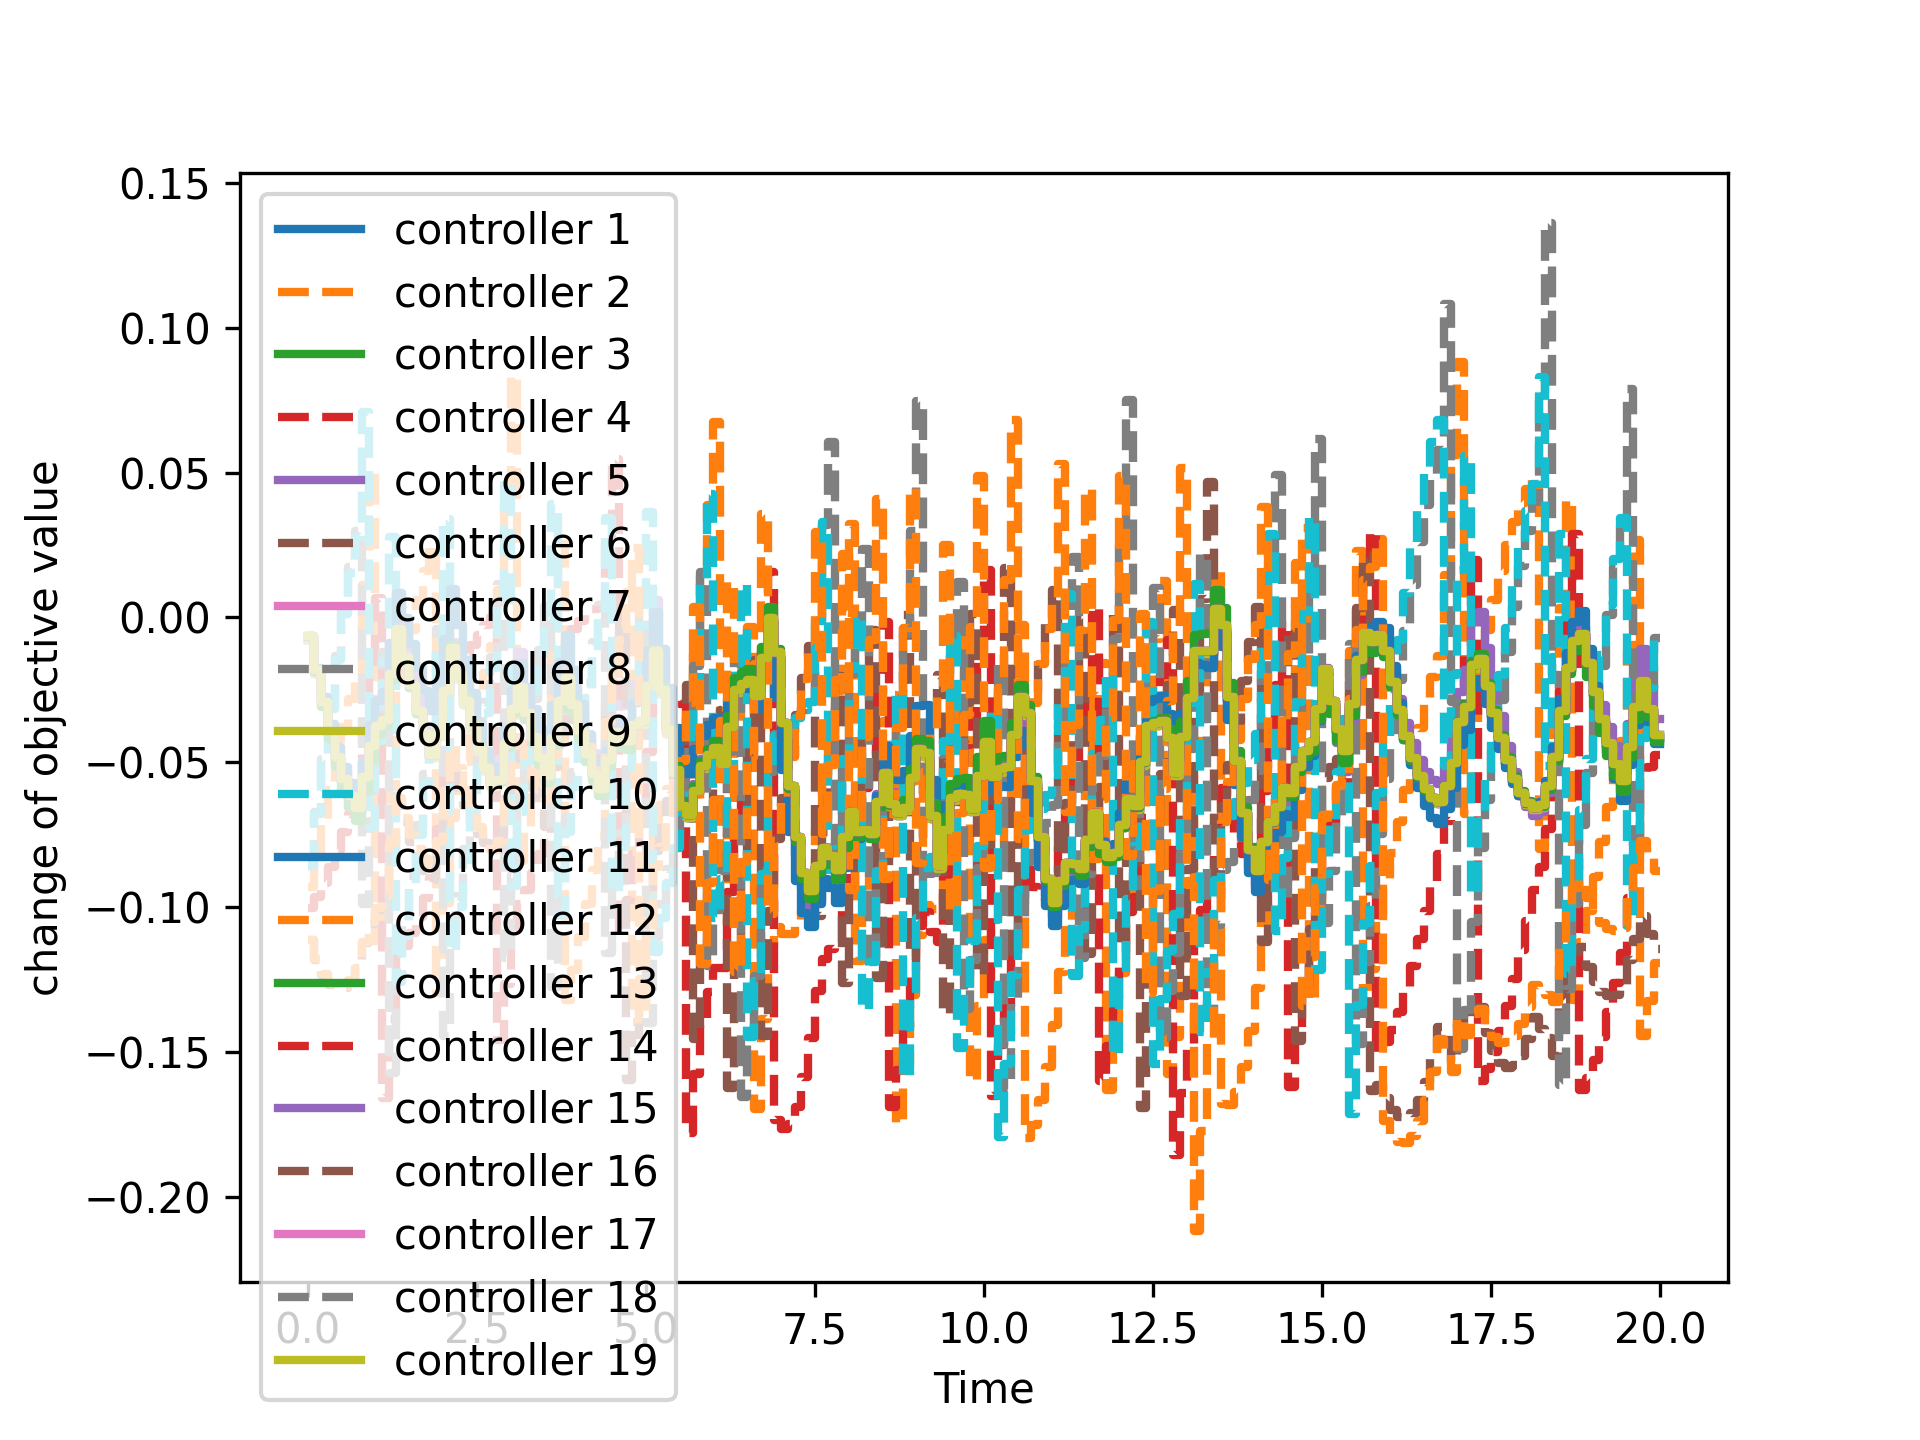 0.15
0.10
0.05
0.00
−0.05
−0.10
−0.15
−0.20
change of objective value
controller 1
controller 2
controller 3
controller 4
controller 5
controller 6
controller 7
controller 8
controller 9
controller 10
controller 11
controller 12
controller 13
controller 14
controller 15
controller 16
controller 17
controller 18
controller 19
0.0 2.5 5.0 7.5 10.0 12.5 15.0 17.5 20.0
Time